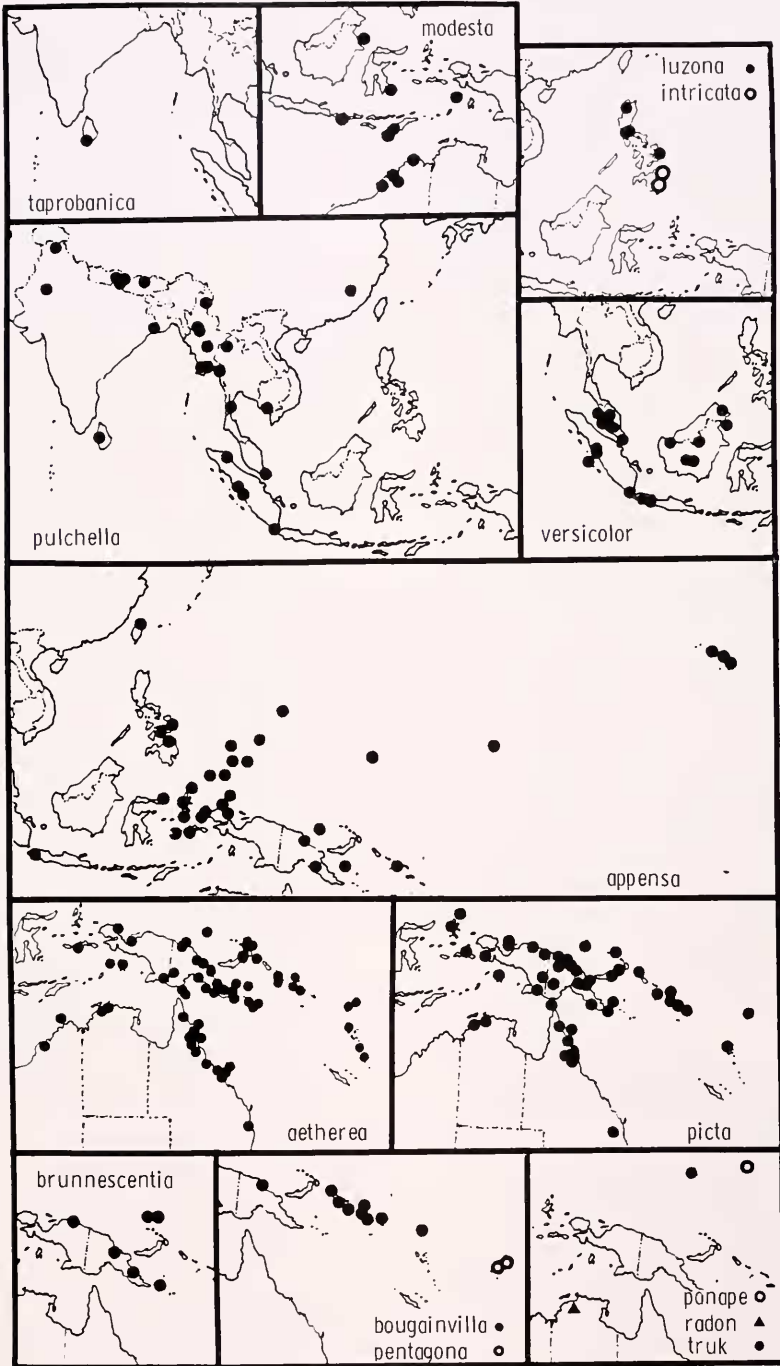 taprobanica
modesta
luzona
intricata
pulchella
versicolor
appensa
aetherea
picta
brunnescentia
bougainvilla
pentagona
ponape
radon
truk